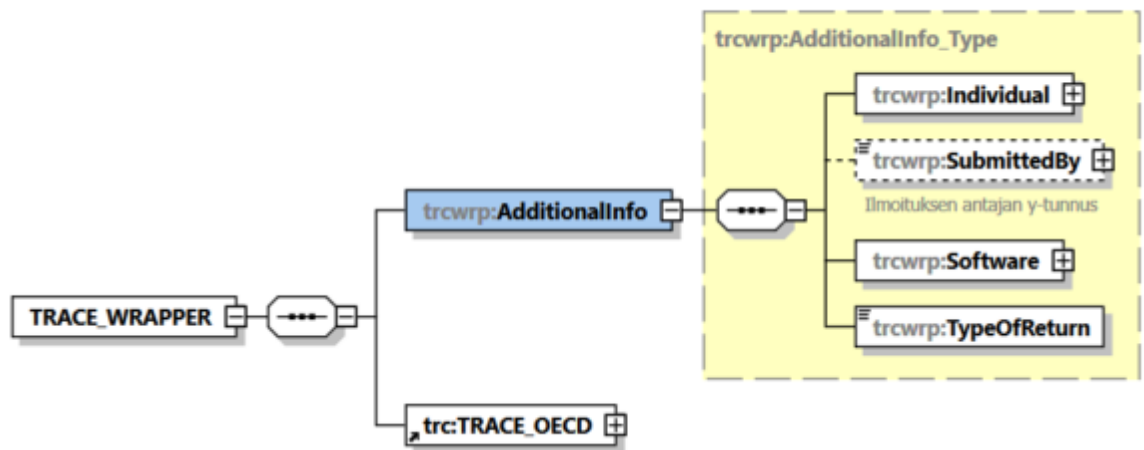 trcwrp:AdditionalInfo_Type
trcwrp:Individual
trcwrp:SubmittedBy
Ilmoituksen antajan y-tunnus
trcwrp:AdditionalInfo
trcwrp:Software
TRACE_WRAPPER
trcwrp:TypeOfReturn
trc:TRACE_OECD